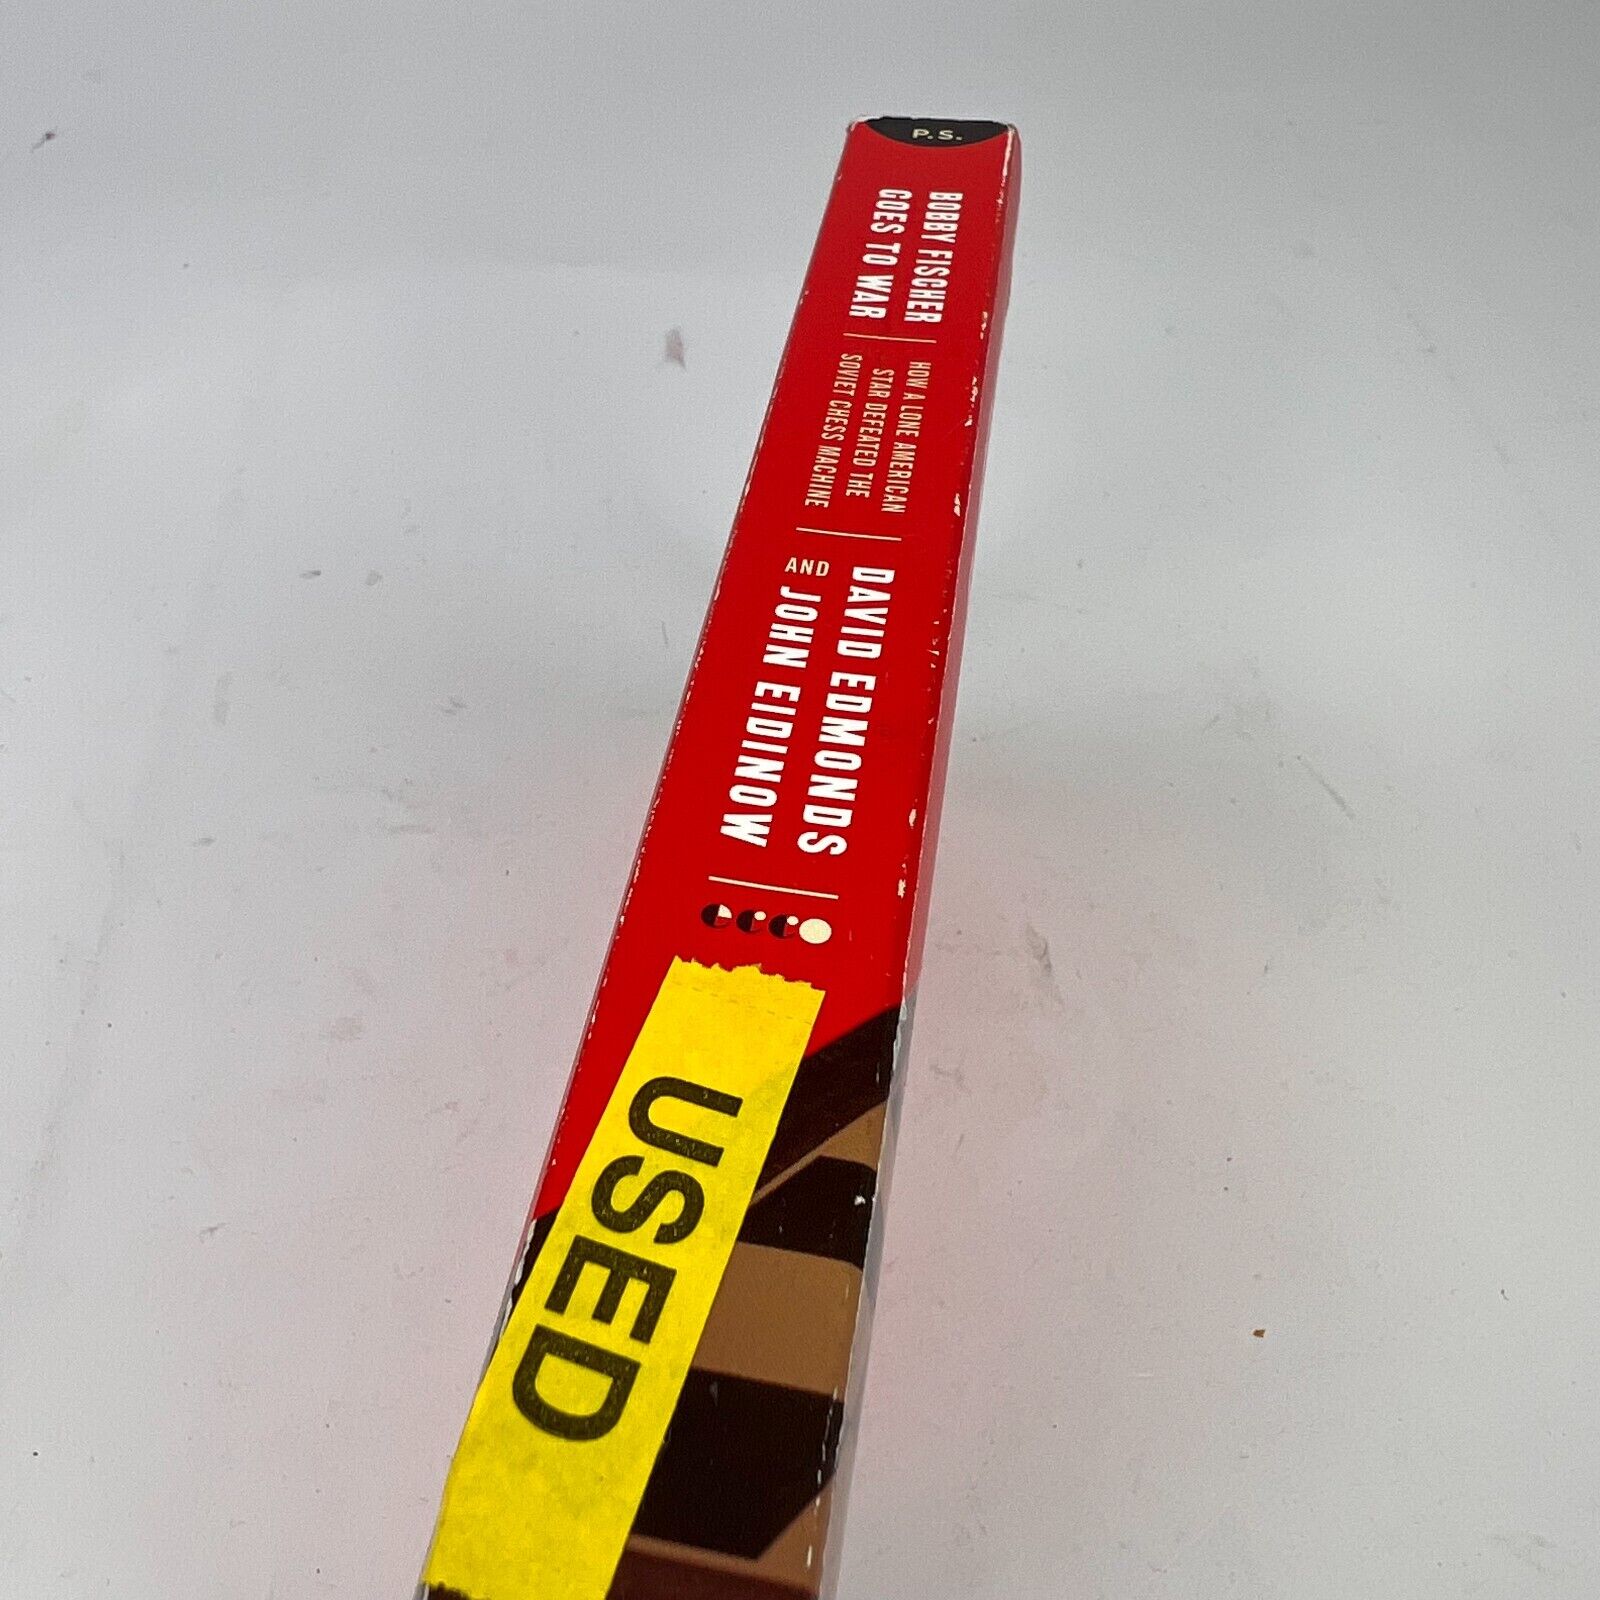 P.S.
BOBBY FISCHER
GOES TO WAR
HOW A LONE AMERICAN
STAR DEFEATED THE
SOVIET CHESS MACHINE
DAVID EDMONDS
AND JOHN EIDINOW
ecco
USED